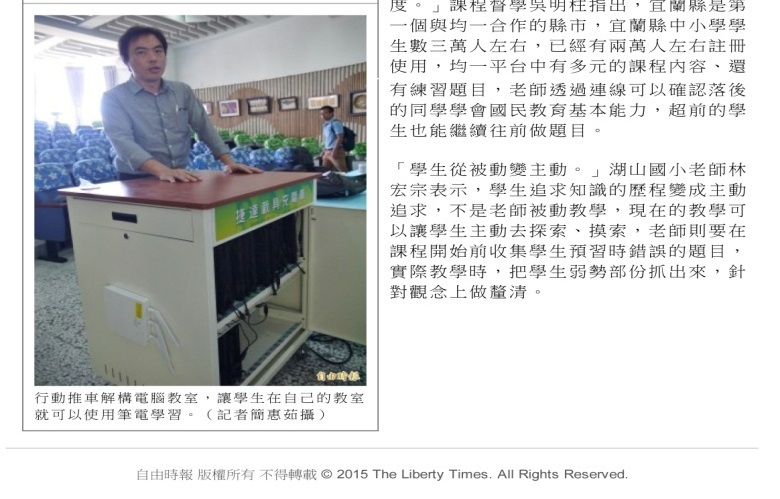 度。」課程督學吳明柱指出，宜蘭縣是第
一個與均一合作的縣市，宜蘭縣中小學學
生數三萬人左右，已經有兩萬人左右註冊
使用，均一平台中有多元的課程內容、還
有練習題目，老師透過連線可以確認落後
的同學學會國民教育基本能力，超前的學
生也能繼續往前做題目。
「學生從被動變主動。」湖山國小老師林
宏宗表示，學生追求知識的歷程變成主動
追求，不是老師被動教學，現在的教學可
以讓學生主動去探索、摸索，老師則要在
課程開始前收集學生預習時錯誤的題目，
實際教學時，把學生弱勢部份抓出來，針
對觀念上做釐清。
捷達載具充電車
自由時報
行動推車解構電腦教室，讓學生在自己的教室
就可以使用筆電學習。（記者簡惠茹攝）
自由時報 版權所有 不得轉載 © 2015 The Liberty Times. All Rights Reserved.